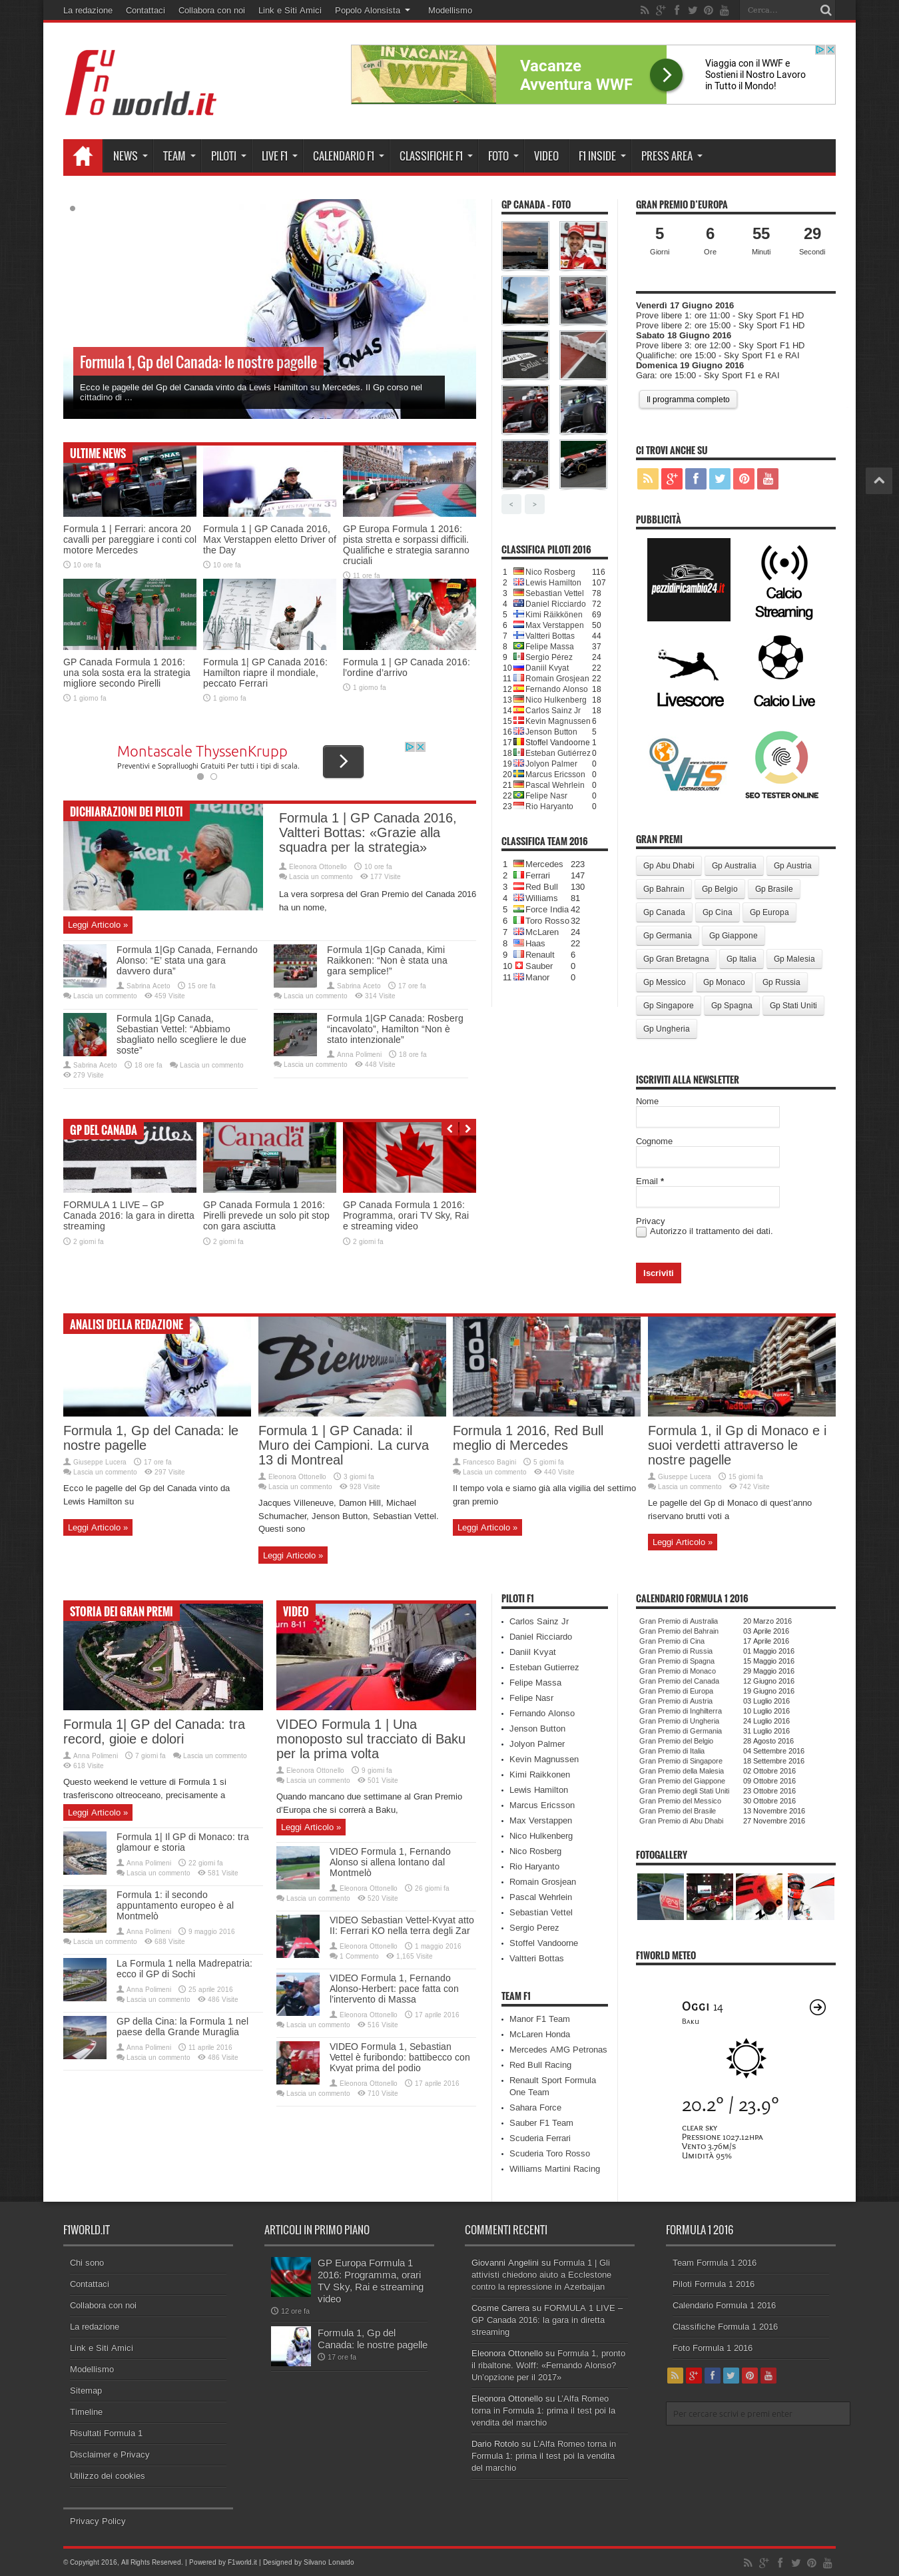 La redazione Contattaci Collabora con noi Link e Siti Amici Popolo Alonsista Modellismo
Cerca...
Funo world.it
IN VACANZA CON WWF
Vacanze
Avventura WWF
Viaggia con il WWF e
Sostieni il Nostro Lavoro
in Tutto il Mondo!
NEWS TEAM PILOTI LIVE F1 CALENDARIO F1 CLASSIFICHE F1 FOTO VIDEO F1 INSIDE PRESS AREA
Formula 1, Gp del Canada: le nostre pagelle
Ecco le pagelle del Gp del Canada vinto da Lewis Hamilton su Mercedes. Il Gp corso nel
cittadino di ...
ULTIME NEWS
Formula 1 | Ferrari: ancora 20
cavalli per pareggiare i conti col
motore Mercedes
10 ore fa
Formula 1 | GP Canada 2016,
Max Verstappen eletto Driver of
the Day
10 ore fa
GP Europa Formula 1 2016:
pista stretta e sorpassi difficili.
Qualifiche e strategia saranno
cruciali
11 ore fa
GP Canada Formula 1 2016:
una sola sosta era la strategia
migliore secondo Pirelli
1 giorno fa
Formula 1| GP Canada 2016:
Hamilton riapre il mondiale,
peccato Ferrari
1 giorno fa
Formula 1 | GP Canada 2016:
l'ordine d'arrivo
1 giorno fa
Montascale ThyssenKrupp
Preventivi e Sopralluoghi Gratuiti Per tutti i tipi di scala.
DICHIARAZIONI DEI PILOTI
Leggi Articolo »
Formula 1 | GP Canada 2016,
Valtteri Bottas: «Grazie alla
squadra per la strategia»
Eleonora Ottonello 10 ore fa
Lascia un commento 177 Visite
La vera sorpresa del Gran Premio del Canada 2016
ha un nome,
Formula 1|Gp Canada, Fernando
Alonso: "E' stata una gara
davvero dura"
Sabrina Aceto 15 ore fa
Lascia un commento 459 Visite
Formula 1|Gp Canada, Kimi
Raikkonen: "Non è stata una
gara semplice!"
Sabrina Aceto 17 ore fa
Lascia un commento 314 Visite
Formula 1|Gp Canada,
Sebastian Vettel: "Abbiamo
sbagliato nello scegliere le due
soste"
Sabrina Aceto 18 ore fa Lascia un commento
279 Visite
Formula 1|GP Canada: Rosberg
"incavolato", Hamilton "Non è
stato intenzionale"
Anna Polimeni 18 ore fa
Lascia un commento 448 Visite
GP DEL CANADA
FORMULA 1 LIVE – GP
Canada 2016: la gara in diretta
streaming
2 giorni fa
GP Canada Formula 1 2016:
Pirelli prevede un solo pit stop
con gara asciutta
2 giorni fa
GP Canada Formula 1 2016:
Programma, orari TV Sky, Rai
e streaming video
2 giorni fa
GP CANADA - FOTO
< >
CLASSIFICA PILOTI 2016
1 Nico Rosberg 116
2 Lewis Hamilton 107
3 Sebastian Vettel 78
4 Daniel Ricciardo 72
5 Kimi Räikkönen 69
6 Max Verstappen 50
7 Valtteri Bottas 44
8 Felipe Massa 37
9 Sergio Pérez 24
10 Daniil Kvyat 22
11 Romain Grosjean 22
12 Fernando Alonso 18
13 Nico Hulkenberg 18
14 Carlos Sainz Jr 18
15 Kevin Magnussen 6
16 Jenson Button 5
17 Stoffel Vandoorne 1
18 Esteban Gutiérrez 0
19 Jolyon Palmer 0
20 Marcus Ericsson 0
21 Pascal Wehrlein 0
22 Felipe Nasr 0
23 Rio Haryanto 0
CLASSIFICA TEAM 2016
1 Mercedes 223
2 Ferrari 147
3 Red Bull 130
4 Williams 81
5 Force India 42
6 Toro Rosso 32
7 McLaren 24
8 Haas 22
9 Renault 6
10 Sauber 0
11 Manor 0
GRAN PREMIO D'EUROPA
5 6 55 29
Giorni Ore Minuti Secondi
Venerdì 17 Giugno 2016
Prove libere 1: ore 11:00 - Sky Sport F1 HD
Prove libere 2: ore 15:00 - Sky Sport F1 HD
Sabato 18 Giugno 2016
Prove libere 3: ore 12:00 - Sky Sport F1 HD
Qualifiche: ore 15:00 - Sky Sport F1 e RAI
Domenica 19 Giugno 2016
Gara: ore 15:00 - Sky Sport F1 e RAI
Il programma completo
CI TROVI ANCHE SU
PUBBLICITÀ
pezzidiricambio24.it
Calcio
Streaming
Livescore
Calcio Live
VHS
HOSTINGSOLUTIONS.IT
SEO TESTER ONLINE
GRAN PREMI
Gp Abu Dhabi Gp Australia Gp Austria
Gp Bahrain Gp Belgio Gp Brasile
Gp Canada Gp Cina Gp Europa
Gp Germania Gp Giappone
Gp Gran Bretagna Gp Italia Gp Malesia
Gp Messico Gp Monaco Gp Russia
Gp Singapore Gp Spagna Gp Stati Uniti
Gp Ungheria
ISCRIVITI ALLA NEWSLETTER
Nome
Cognome
Email *
Privacy
Autorizzo il trattamento dei dati.
Iscriviti
ANALISI DELLA REDAZIONE
Formula 1, Gp del Canada: le
nostre pagelle
Giuseppe Lucera 17 ore fa
Lascia un commento 297 Visite
Ecco le pagelle del Gp del Canada vinto da
Lewis Hamilton su
Leggi Articolo »
Formula 1 | GP Canada: il
Muro dei Campioni. La curva
13 di Montreal
Eleonora Ottonello 3 giorni fa
Lascia un commento 928 Visite
Jacques Villeneuve, Damon Hill, Michael
Schumacher, Jenson Button, Sebastian Vettel.
Questi sono
Leggi Articolo »
Formula 1 2016, Red Bull
meglio di Mercedes
Francesco Bagini 5 giorni fa
Lascia un commento 440 Visite
Il tempo vola e siamo già alla vigilia del settimo
gran premio
Leggi Articolo »
Formula 1, il Gp di Monaco e i
suoi verdetti attraverso le
nostre pagelle
Giuseppe Lucera 15 giorni fa
Lascia un commento 742 Visite
Le pagelle del Gp di Monaco di quest'anno
riservano brutti voti a
Leggi Articolo »
STORIA DEI GRAN PREMI
Formula 1| GP del Canada: tra
record, gioie e dolori
Anna Polimeni 7 giorni fa Lascia un commento
618 Visite
Questo weekend le vetture di Formula 1 si
trasferiscono oltreoceano, precisamente a
Leggi Articolo »
Formula 1| Il GP di Monaco: tra
glamour e storia
Anna Polimeni 22 giorni fa
Lascia un commento 581 Visite
Formula 1: il secondo
appuntamento europeo è al
Montmelò
Anna Polimeni 9 maggio 2016
Lascia un commento 688 Visite
La Formula 1 nella Madrepatria:
ecco il GP di Sochi
Anna Polimeni 25 aprile 2016
Lascia un commento 486 Visite
GP della Cina: la Formula 1 nel
paese della Grande Muraglia
Anna Polimeni 11 aprile 2016
Lascia un commento 486 Visite
VIDEO
VIDEO Formula 1 | Una
monoposto sul tracciato di Baku
per la prima volta
Eleonora Ottonello 9 giorni fa
Lascia un commento 501 Visite
Quando mancano due settimane al Gran Premio
d'Europa che si correrà a Baku,
Leggi Articolo »
VIDEO Formula 1, Fernando
Alonso si allena lontano dal
Montmelò
Eleonora Ottonello 26 giorni fa
Lascia un commento 520 Visite
VIDEO Sebastian Vettel-Kvyat atto
II: Ferrari KO nella terra degli Zar
Eleonora Ottonello 1 maggio 2016
1 Commento 1,165 Visite
VIDEO Formula 1, Fernando
Alonso-Herbert: pace fatta con
l'intervento di Massa
Eleonora Ottonello 17 aprile 2016
Lascia un commento 516 Visite
VIDEO Formula 1, Sebastian
Vettel è furibondo: battibecco con
Kvyat prima del podio
Eleonora Ottonello 17 aprile 2016
Lascia un commento 710 Visite
PILOTI F1
Carlos Sainz Jr
Daniel Ricciardo
Daniil Kvyat
Esteban Gutierrez
Felipe Massa
Felipe Nasr
Fernando Alonso
Jenson Button
Jolyon Palmer
Kevin Magnussen
Kimi Raikkonen
Lewis Hamilton
Marcus Ericsson
Max Verstappen
Nico Hulkenberg
Nico Rosberg
Rio Haryanto
Romain Grosjean
Pascal Wehrlein
Sebastian Vettel
Sergio Perez
Stoffel Vandoorne
Valtteri Bottas
TEAM F1
Manor F1 Team
McLaren Honda
Mercedes AMG Petronas
Red Bull Racing
Renault Sport Formula
One Team
Sahara Force
Sauber F1 Team
Scuderia Ferrari
Scuderia Toro Rosso
Williams Martini Racing
CALENDARIO FORMULA 1 2016
Gran Premio di Australia 20 Marzo 2016
Gran Premio del Bahrain 03 Aprile 2016
Gran Premio di Cina 17 Aprile 2016
Gran Premio di Russia 01 Maggio 2016
Gran Premio di Spagna 15 Maggio 2016
Gran Premio di Monaco 29 Maggio 2016
Gran Premio del Canada 12 Giugno 2016
Gran Premio di Europa 19 Giugno 2016
Gran Premio di Austria 03 Luglio 2016
Gran Premio di Inghilterra 10 Luglio 2016
Gran Premio di Ungheria 24 Luglio 2016
Gran Premio di Germania 31 Luglio 2016
Gran Premio del Belgio 28 Agosto 2016
Gran Premio di Italia 04 Settembre 2016
Gran Premio di Singapore 18 Settembre 2016
Gran Premio della Malesia 02 Ottobre 2016
Gran Premio del Giappone 09 Ottobre 2016
Gran Premio degli Stati Uniti 23 Ottobre 2016
Gran Premio del Messico 30 Ottobre 2016
Gran Premio del Brasile 13 Novembre 2016
Gran Premio di Abu Dhabi 27 Novembre 2016
FOTOGALLERY
F1WORLD METEO
Oggi 14
Baku
20.2° / 23.9°
clear sky
Pressione 1027.12hpa
Vento 3.76m/s
Umidità 95%
F1WORLD.IT
Chi sono
Contattaci
Collabora con noi
La redazione
Link e Siti Amici
Modellismo
Sitemap
Timeline
Risultati Formula 1
Disclaimer e Privacy
Utilizzo dei cookies
Privacy Policy
ARTICOLI IN PRIMO PIANO
GP Europa Formula 1
2016: Programma, orari
TV Sky, Rai e streaming
video
12 ore fa
Formula 1, Gp del
Canada: le nostre pagelle
17 ore fa
COMMENTI RECENTI
Giovanni Angelini su Formula 1 | Gli
attivisti chiedono aiuto a Ecclestone
contro la repressione in Azerbaijan
Cosme Carrera su FORMULA 1 LIVE –
GP Canada 2016: la gara in diretta
streaming
Eleonora Ottonello su Formula 1, pronto
il ribaltone. Wolff: «Fernando Alonso?
Un'opzione per il 2017»
Eleonora Ottonello su L'Alfa Romeo
torna in Formula 1: prima il test poi la
vendita del marchio
Dario Rotolo su L'Alfa Romeo torna in
Formula 1: prima il test poi la vendita
del marchio
FORMULA 1 2016
Team Formula 1 2016
Piloti Formula 1 2016
Calendario Formula 1 2016
Classifiche Formula 1 2016
Foto Formula 1 2016
Per cercare scrivi e premi enter
© Copyright 2016, All Rights Reserved. | Powered by F1world.it | Designed by Silvano Lonardo